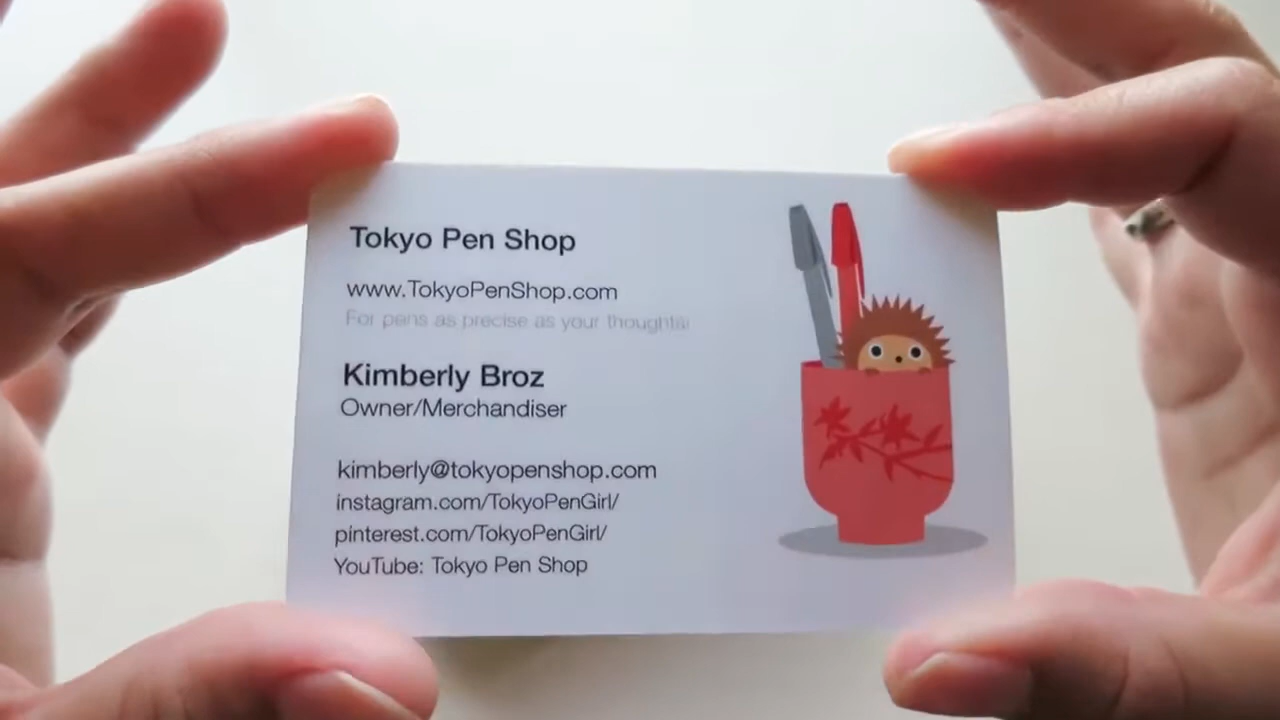 Tokyo Pen Shop
www.TokyoPenShop.com
For pens as precise as your thoughts!
Kimberly Broz
Owner/Merchandiser
kimberly@tokyopenshop.com
instagram.com/TokyoPenGirl/
pinterest.com/TokyoPenGirl/
YouTube: Tokyo Pen Shop